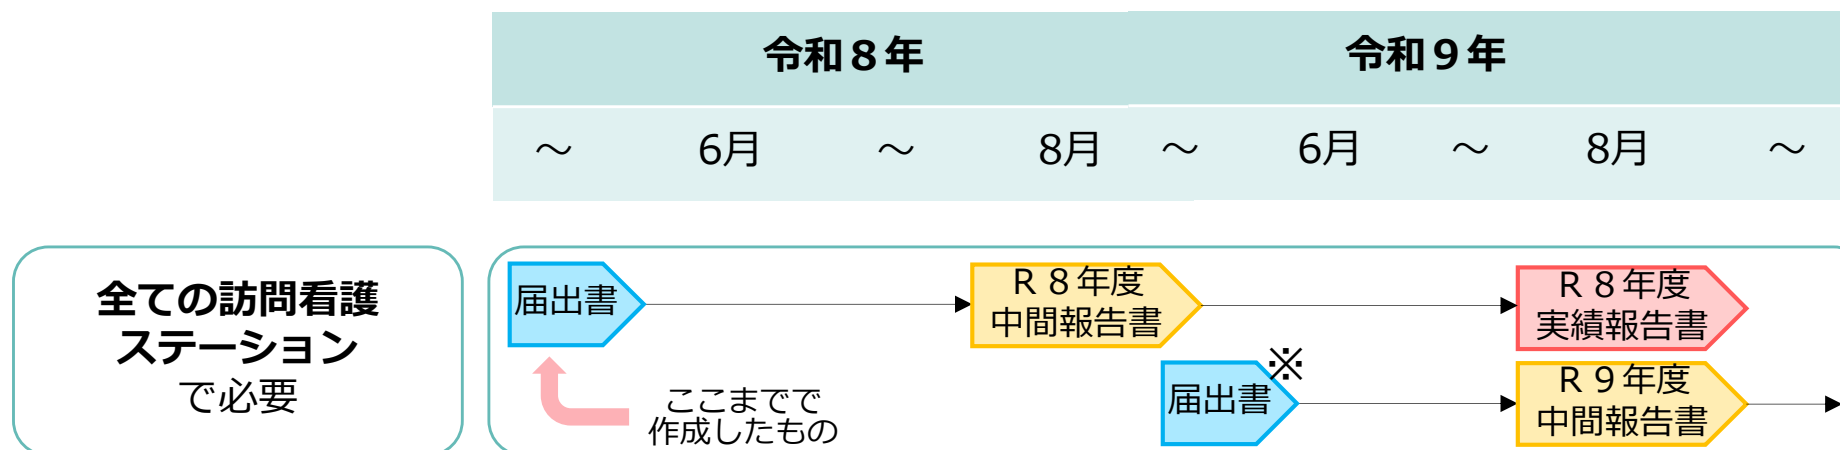 令和８年 令和９年
～ 6月 ～ 8月 ～ 6月 ～ 8月 ～
全ての訪問看護
ステーション
で必要
届出書
Ｒ８年度
中間報告書
Ｒ８年度
実績報告書
ここまでで
作成したもの
届出書
※
Ｒ９年度
中間報告書